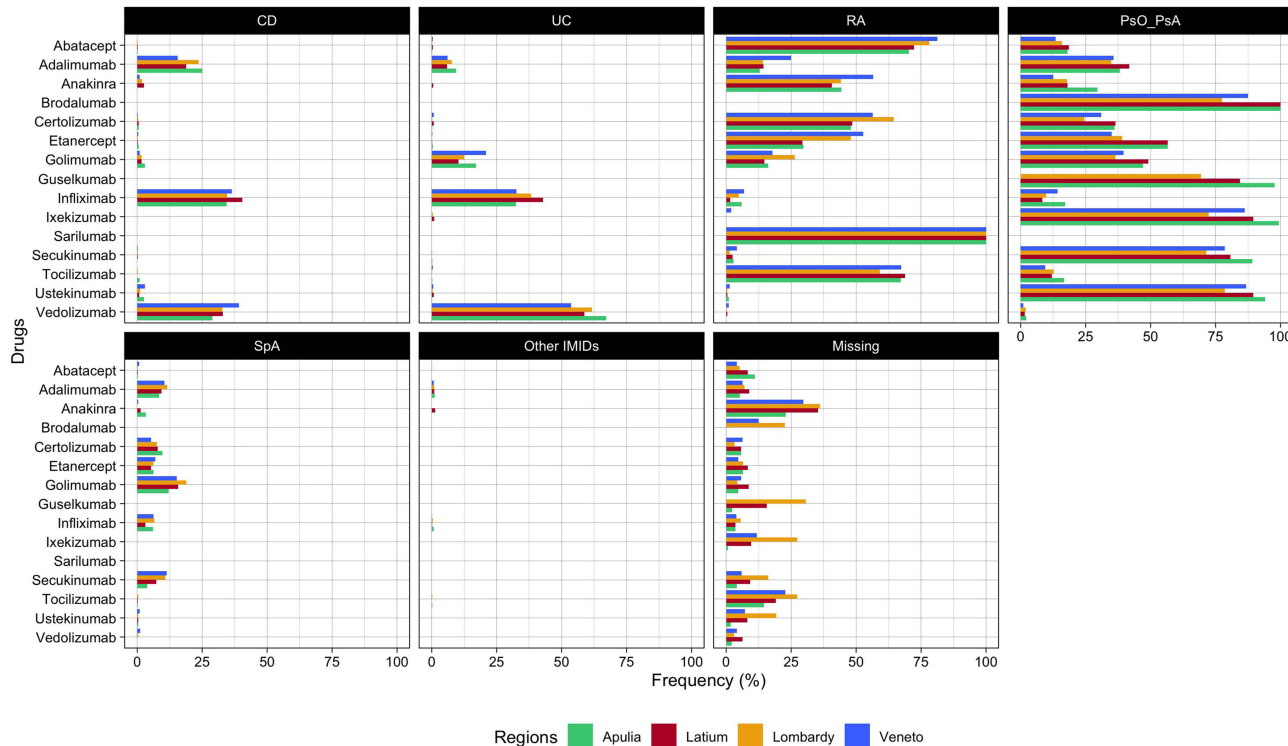 CD UC RA PsO_PsA
Abatacept
Adalimumab
Anakinra
Brodalumab
Certolizumab
Etanercept
Golimumab
Guselkumab
Infliximab
Ixekizumab
Sarilumab
Secukinumab
Tocilizumab
Ustekinumab
Vedolizumab
0 25 50 75 100
Drugs
SpA Other IMIDs Missing
Abatacept
Adalimumab
Anakinra
Brodalumab
Certolizumab
Etanercept
Golimumab
Guselkumab
Infliximab
Ixekizumab
Sarilumab
Secukinumab
Tocilizumab
Ustekinumab
Vedolizumab
0 25 50 75 100 0 25 50 75 100 0 25 50 75 100
Frequency (%)
Regions Apulia Latium Lombardy Veneto